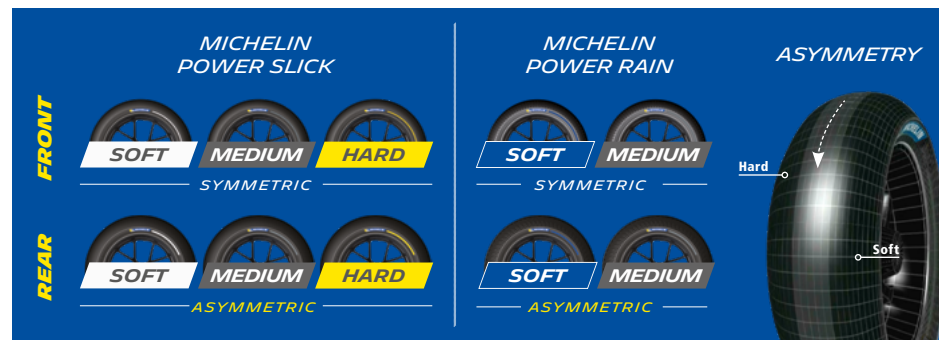 MICHELIN
POWER SLICK
MICHELIN
POWER RAIN
ASYMMETRY
FRONT
SOFT
MEDIUM
HARD
SYMMETRIC
SOFT
MEDIUM
SYMMETRIC
REAR
SOFT
MEDIUM
HARD
ASYMMETRIC
SOFT
MEDIUM
ASYMMETRIC
Hard
Soft